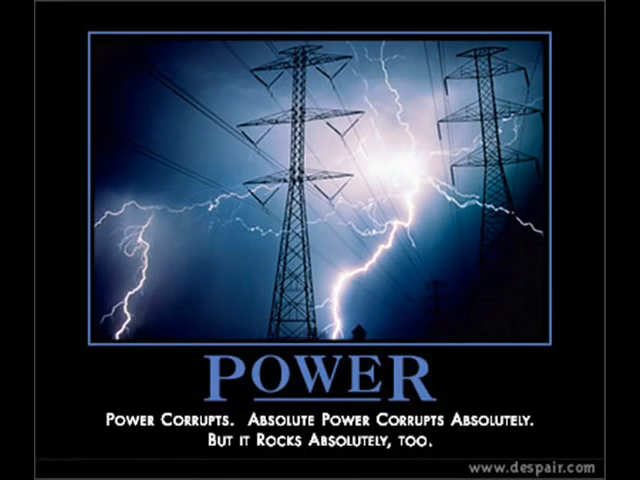 POWER
POWER CORRUPTS. ABSOLUTE POWER CORRUPTS ABSOLUTELY.
BUT IT ROCKS ABSOLUTELY, TOO.
www.despair.com